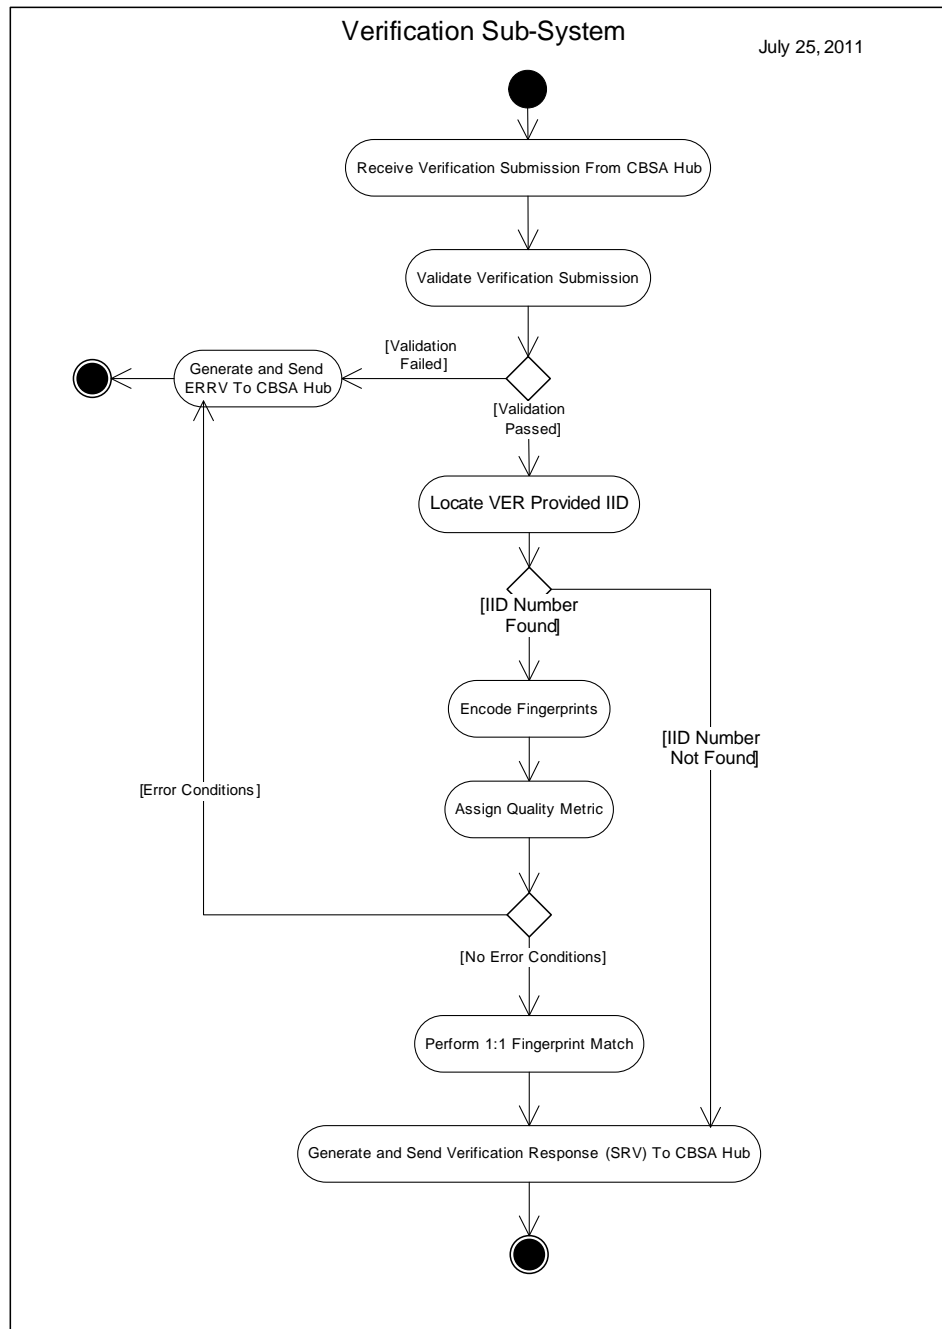 Verification Sub-System
July 25, 2011
Receive Verification Submission From CBSA Hub
Validate Verification Submission
[Validation
Failed]
Generate and Send
ERRV To CBSA Hub
[Validation
Passed]
Locate VER Provided IID
[IID Number
Found]
Encode Fingerprints
[IID Number
Not Found]
[Error Conditions]
Assign Quality Metric
[No Error Conditions]
Perform 1:1 Fingerprint Match
Generate and Send Verification Response (SRV) To CBSA Hub